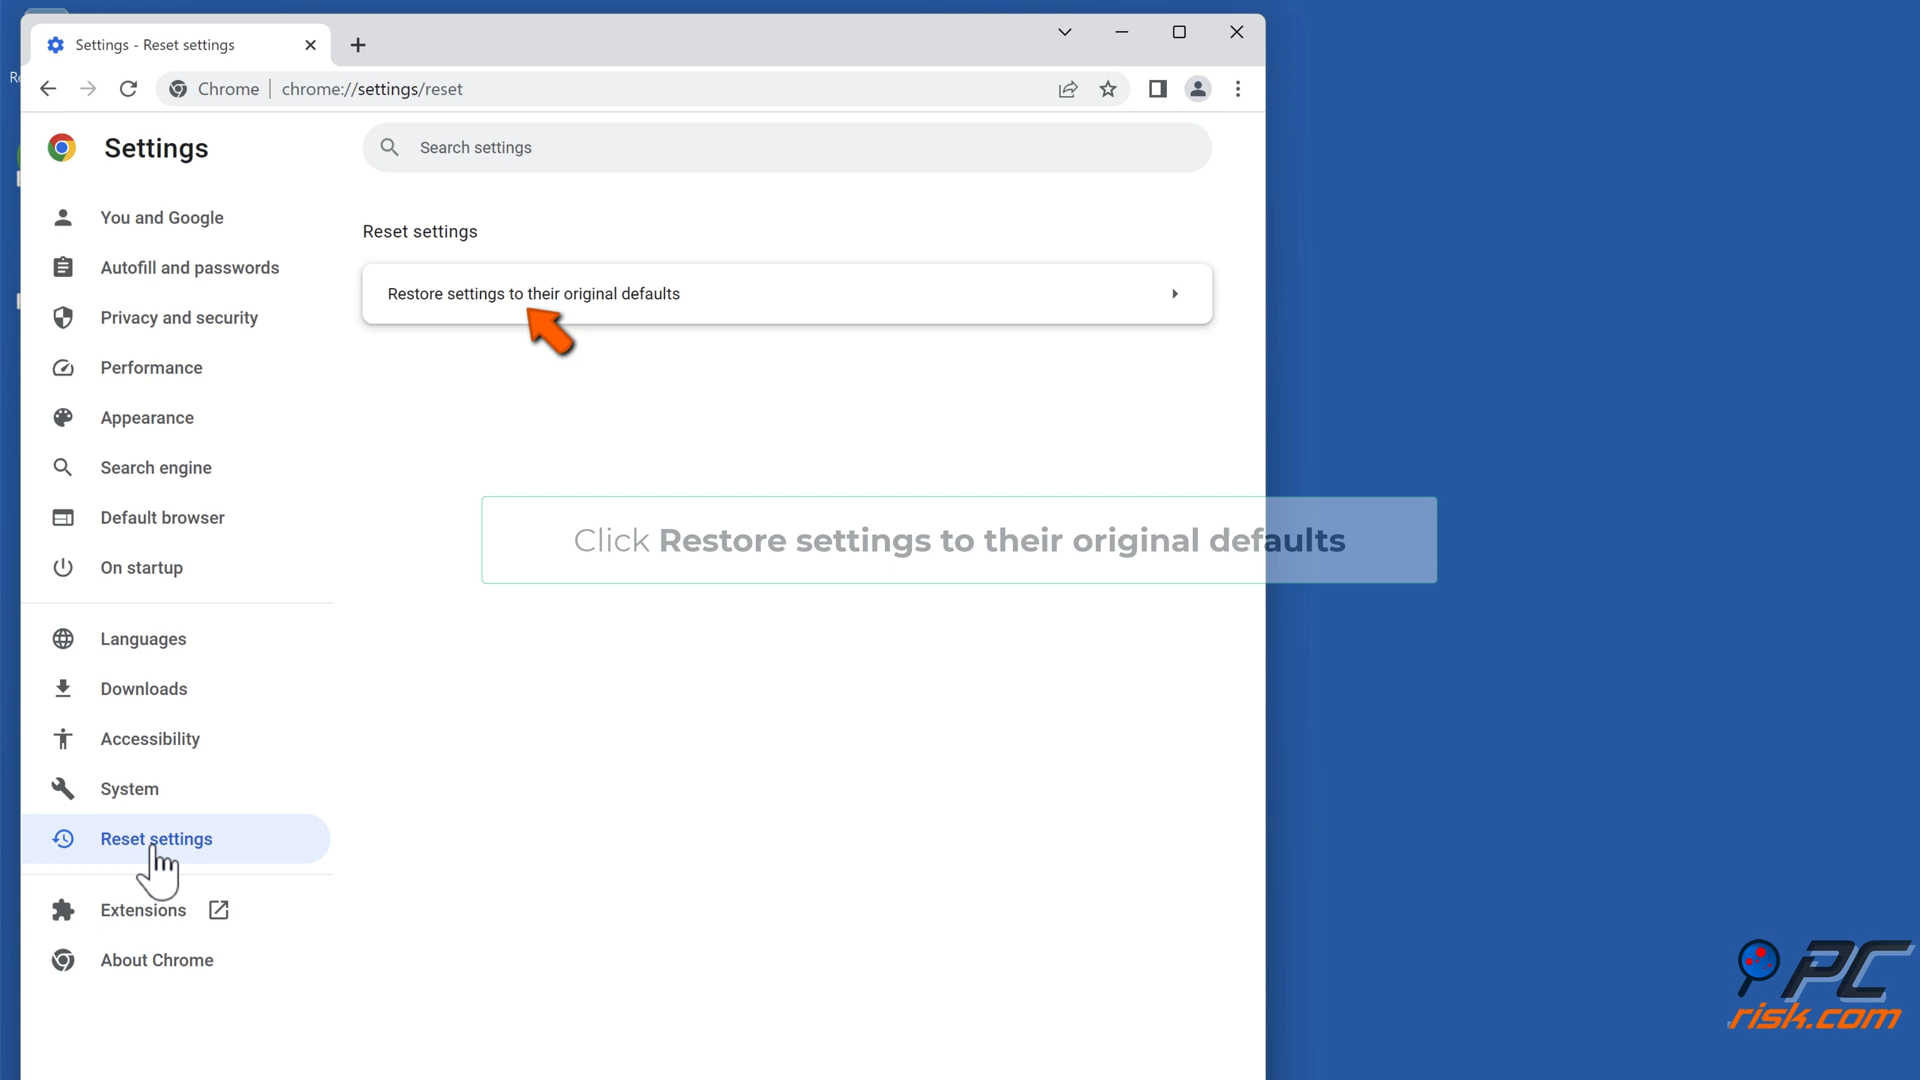 Settings - Reset settings
Re
Chrome
chrome://settings/reset
Settings
Search settings
You and Google
Autofill and passwords
Privacy and security
Performance
Appearance
Search engine
Default browser
On startup
Languages
Downloads
Accessibility
System
Reset settings
Extensions
About Chrome
Reset settings
Restore settings to their original defaults
Click Restore settings to their original defaults
PC
risk.com